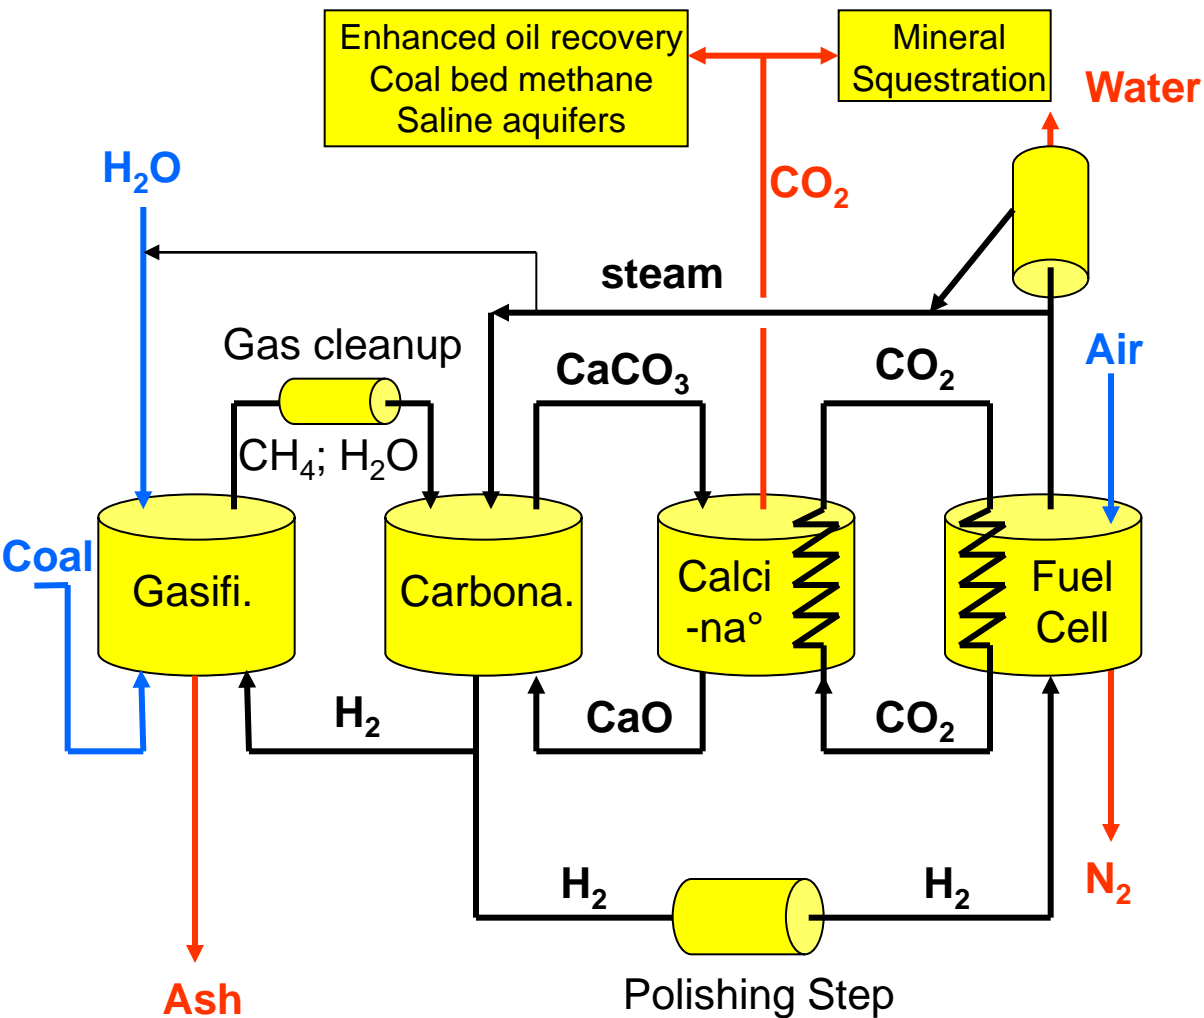 Enhanced oil recovery
Coal bed methane
Saline aquifers
Mineral
Squestration
Water
H₂O
CO₂
steam
Gas cleanup
CaCO₃
CO₂
Air
CH₄; H₂O
Coal
Gasifi.
Carbona.
Calci
-na°
Fuel
Cell
H₂
CaO
CO₂
H₂
H₂
N₂
Ash
Polishing Step